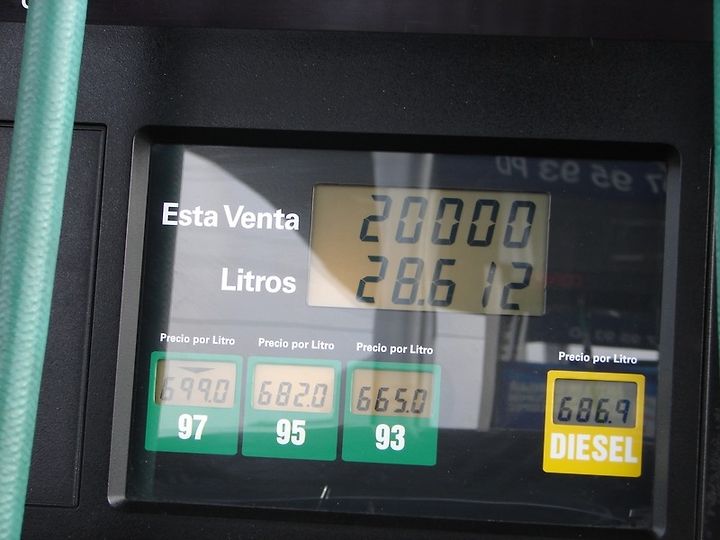 Esta Venta 20000
Litros 28.612
Precio por Litro Precio por Litro Precio por Litro Precio por Litro
699.0 682.0 665.0 686.9
97 95 93 DIESEL